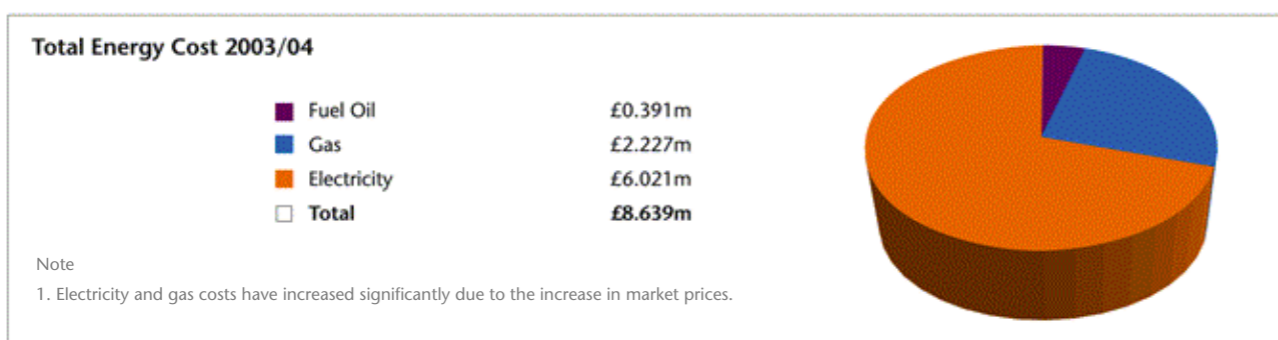 Total Energy Cost 2003/04
Fuel Oil £0.391m
Gas £2.227m
Electricity £6.021m
Total £8.639m
Note
1. Electricity and gas costs have increased significantly due to the increase in market prices.